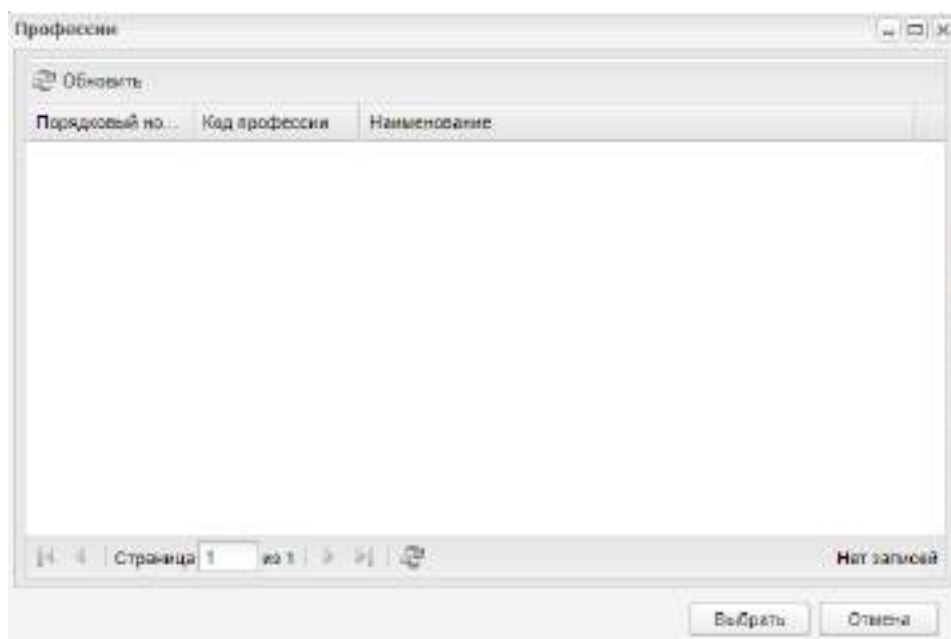 Профессии
Обновить
Порядковый но... Код профессии Наименование
Страница 1 из 1 Нет записей
Выбрать Отмена